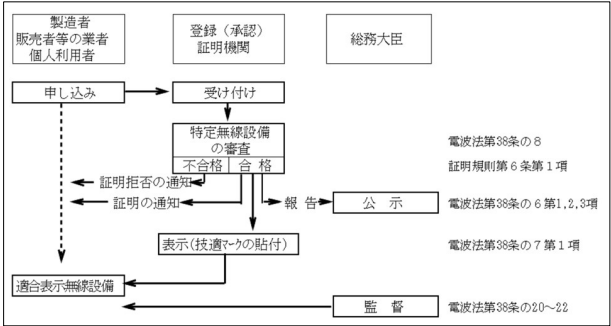 製造者
販売者等の業者
個人利用者
登録（承認）
証明機関
総務大臣
申し込み
受け付け
特定無線設備
の審査
不合格
合 格
電波法第38条の８
証明規則第６条第１項
証明拒否の通知
証明の通知
報 告
公 示
電波法第38条の６第1,2,3項
表示（技適マークの貼付）
電波法第38条の７第１項
適合表示無線設備
監 督
電波法第38条の20～22